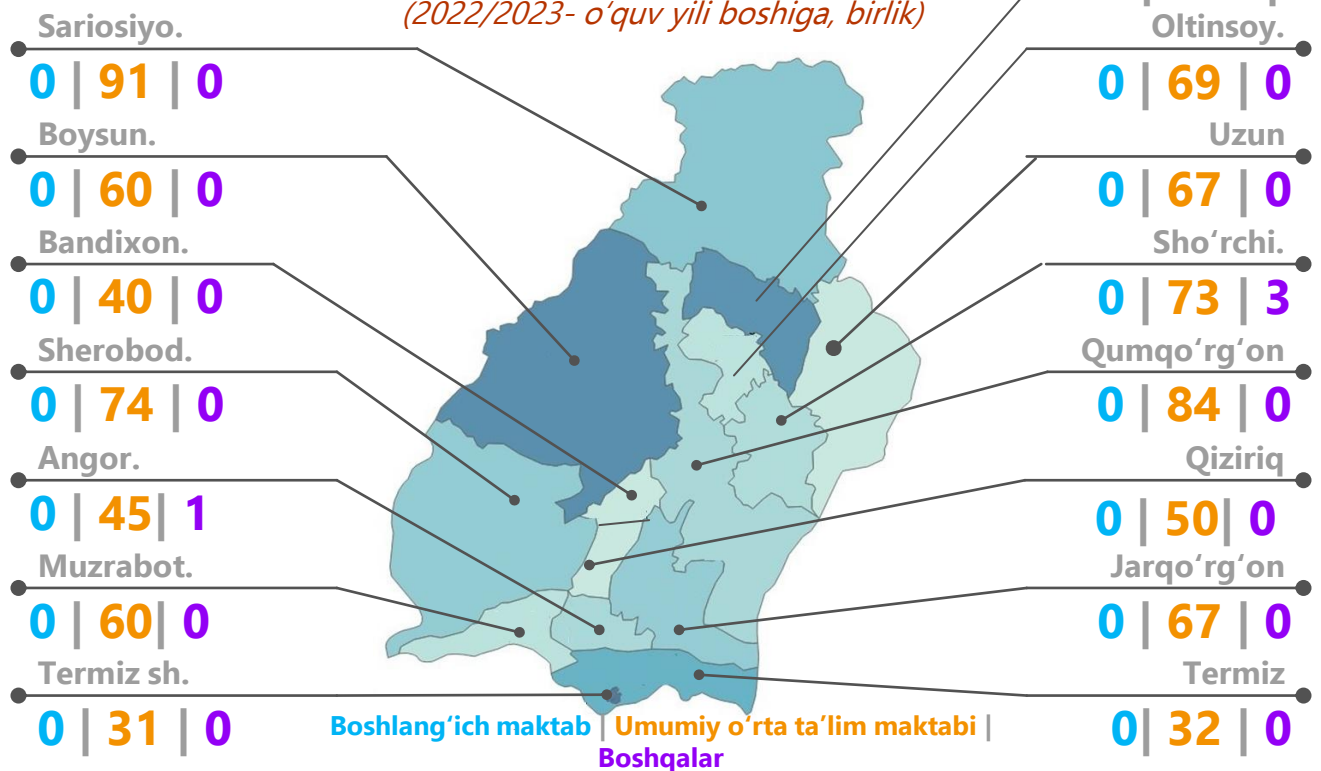 (2022/2023- o‘quv yili boshiga, birlik)
Sariosiyo.
0 | 91 | 0
Boysun.
0 | 60 | 0
Bandixon.
0 | 40 | 0
Sherobod.
0 | 74 | 0
Angor.
0 | 45| 1
Muzrabot.
0 | 60| 0
Termiz sh.
0 | 31 | 0
Oltinsoy.
0 | 69 | 0
Uzun
0 | 67 | 0
Sho‘rchi.
0 | 73 | 3
Qumqo‘rg‘on
0 | 84 | 0
Qiziriq
0 | 50| 0
Jarqo‘rg‘on
0 | 67 | 0
Termiz
0| 32 | 0
Boshlang‘ich maktab | Umumiy o‘rta ta’lim maktabi |
Boshqalar